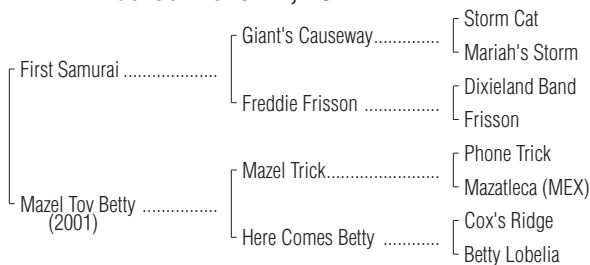 Storm Cat
Giant's Causeway..............
Mariah's Storm
First Samurai ....................
Dixieland Band
Freddie Frisson ................
Frisson
Phone Trick
Mazel Trick........................
Mazatleca (MEX)
Mazel Tov Betty ................
(2001)
Cox's Ridge
Here Comes Betty ............
Betty Lobelia